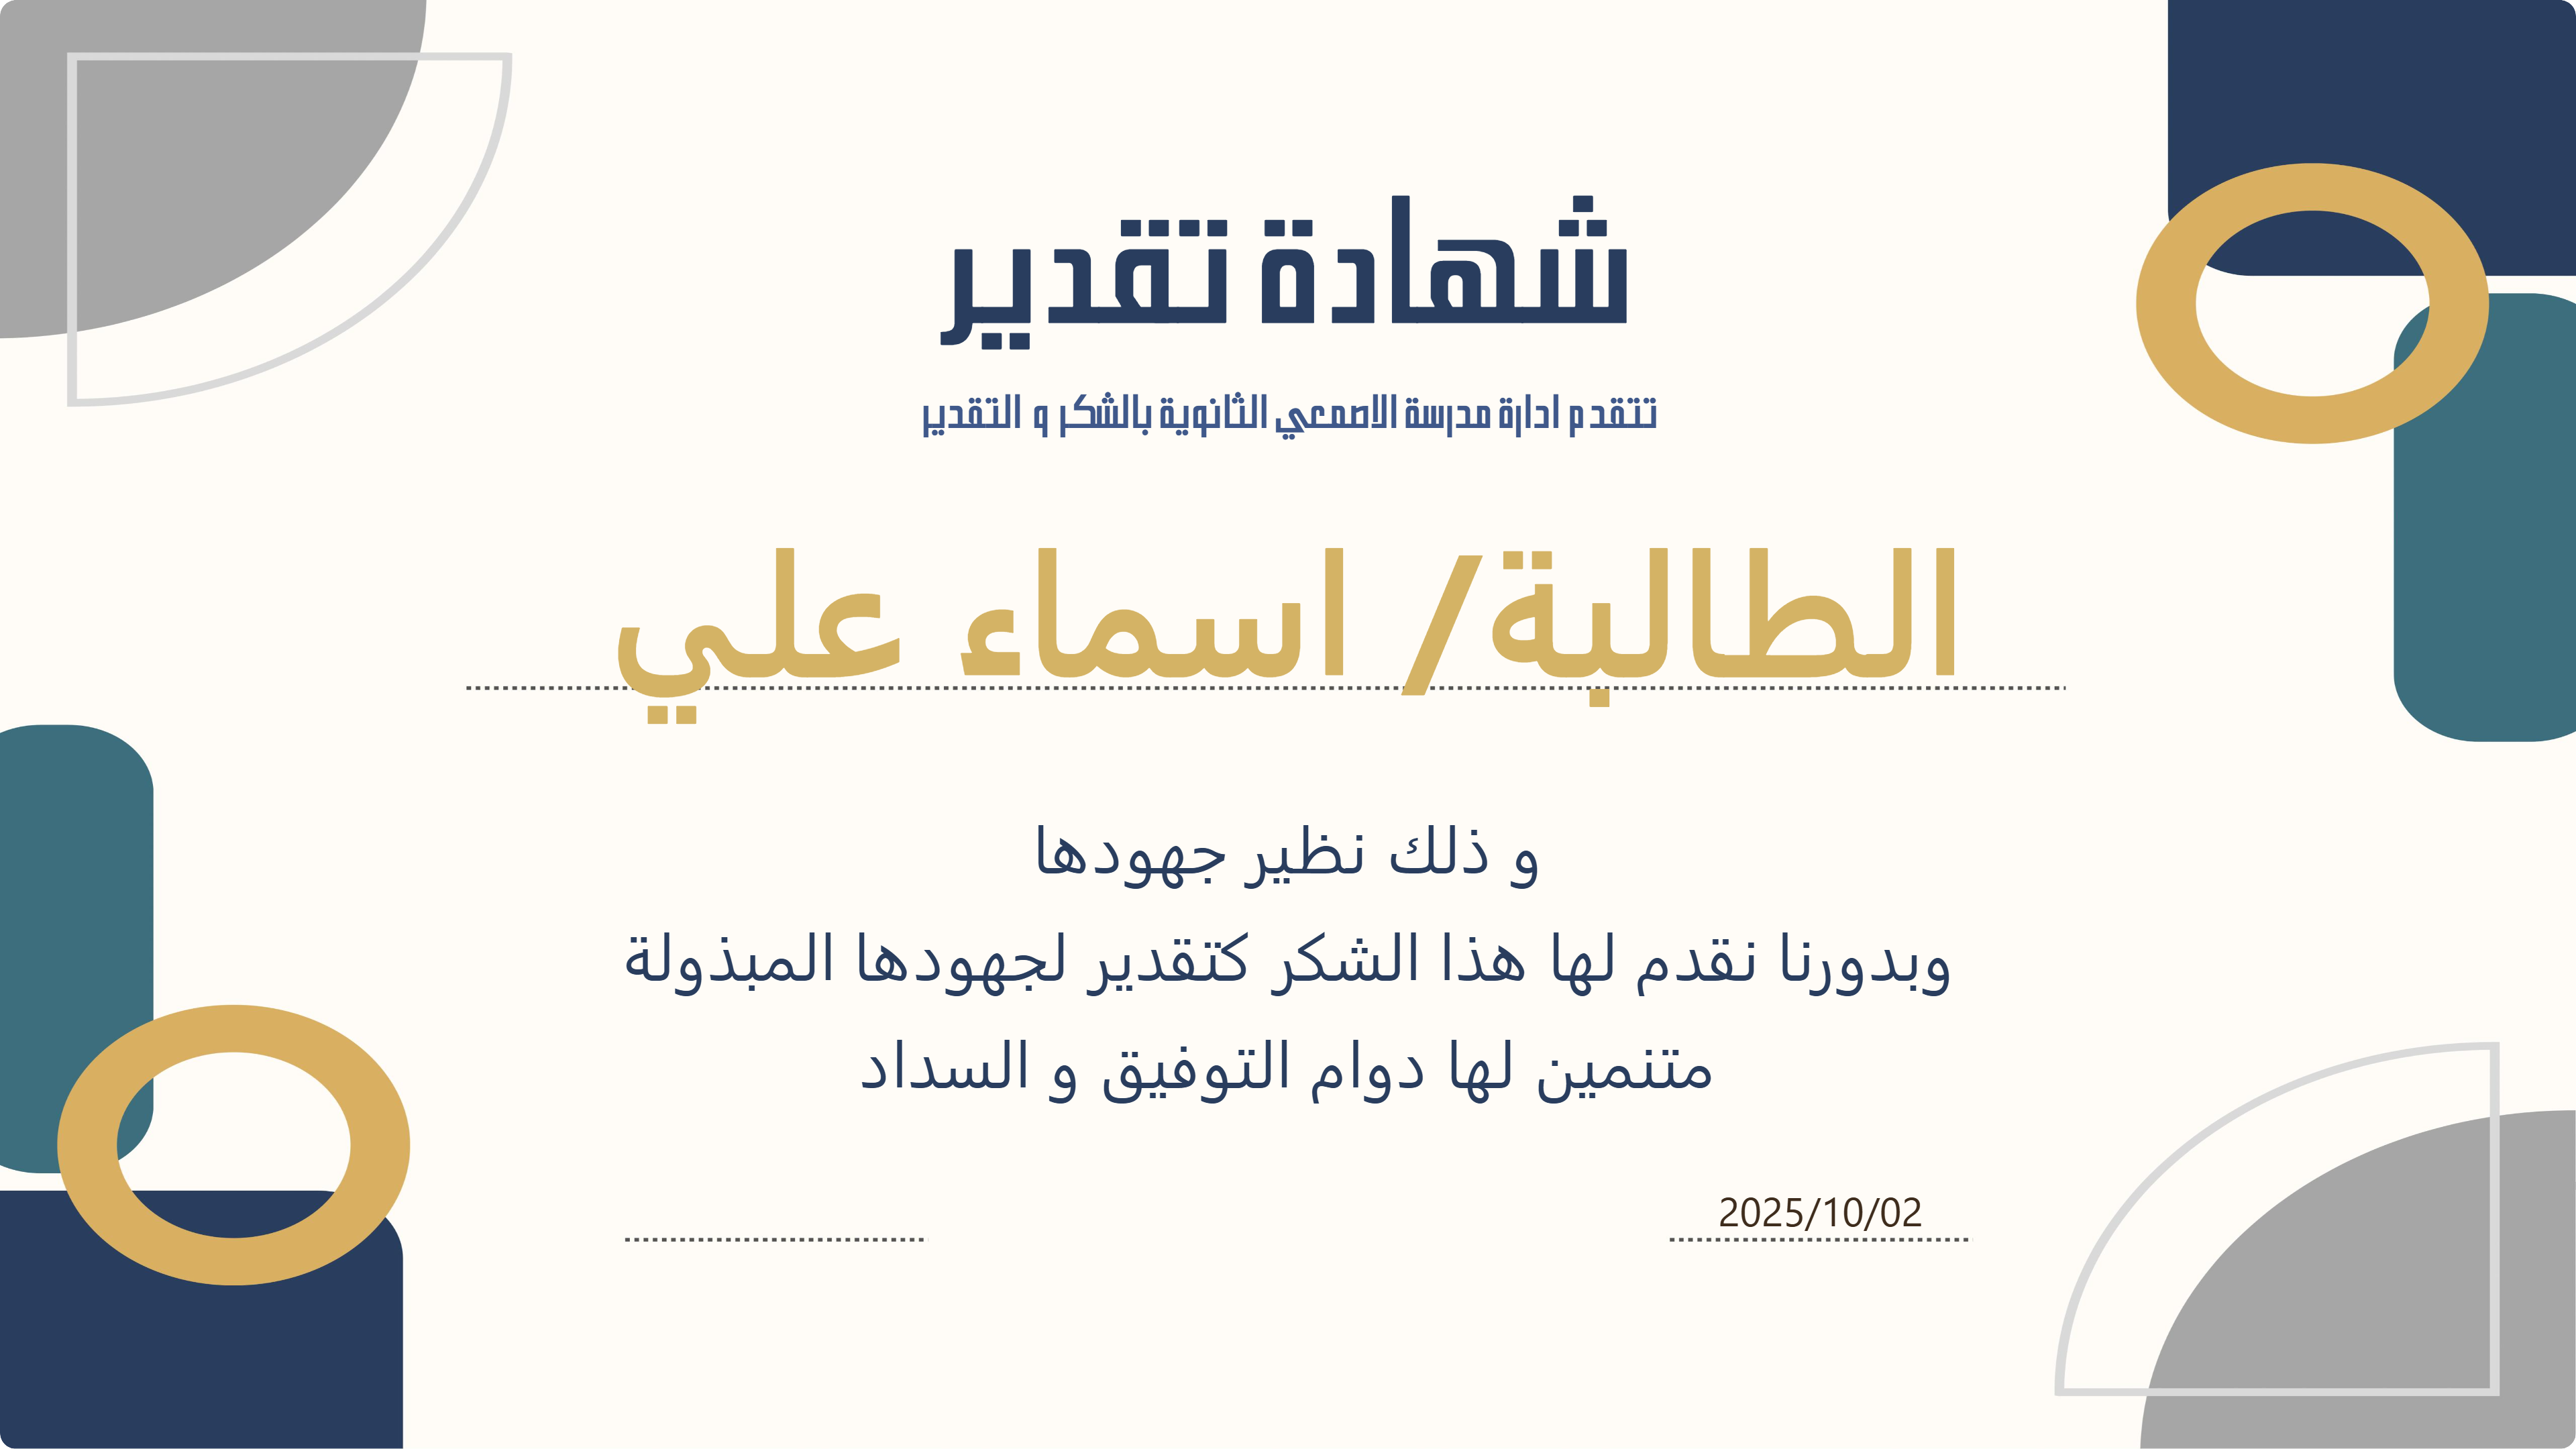 شهادة تقدير
تتقدم ادارة مدرسة الاصمعي الثانوية بالشكر و التقدير
الطالبة/ اسماء علي
و ذلك نظير جهودها
وبدورنا نقدم لها هذا الشكر كتقدير لجهودها المبذولة
متنمين لها دوام التوفيق و السداد
2025/10/02